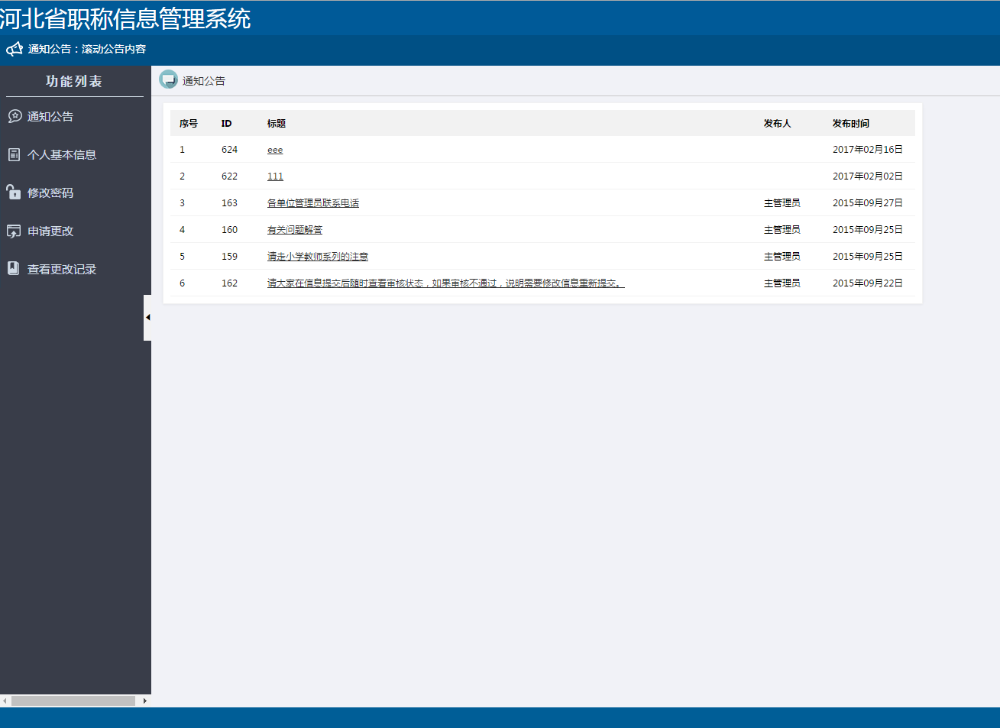 河北省职称信息管理系统
通知公告：滚动公告内容
功能列表
通知公告
个人基本信息
修改密码
申请更改
查看更改记录
通知公告
序号 ID 标题 发布人 发布时间
1 624 eee 2017年02月16日
2 622 111 2017年02月02日
3 163 各单位管理员联系电话 主管理员 2015年09月27日
4 160 有关问题解答 主管理员 2015年09月25日
5 159 请走小学教师系列的注意 主管理员 2015年09月25日
6 162 请大家在信息提交后随时查看审核状态，如果审核不通过，说明需要修改信息重新提交。 主管理员 2015年09月22日